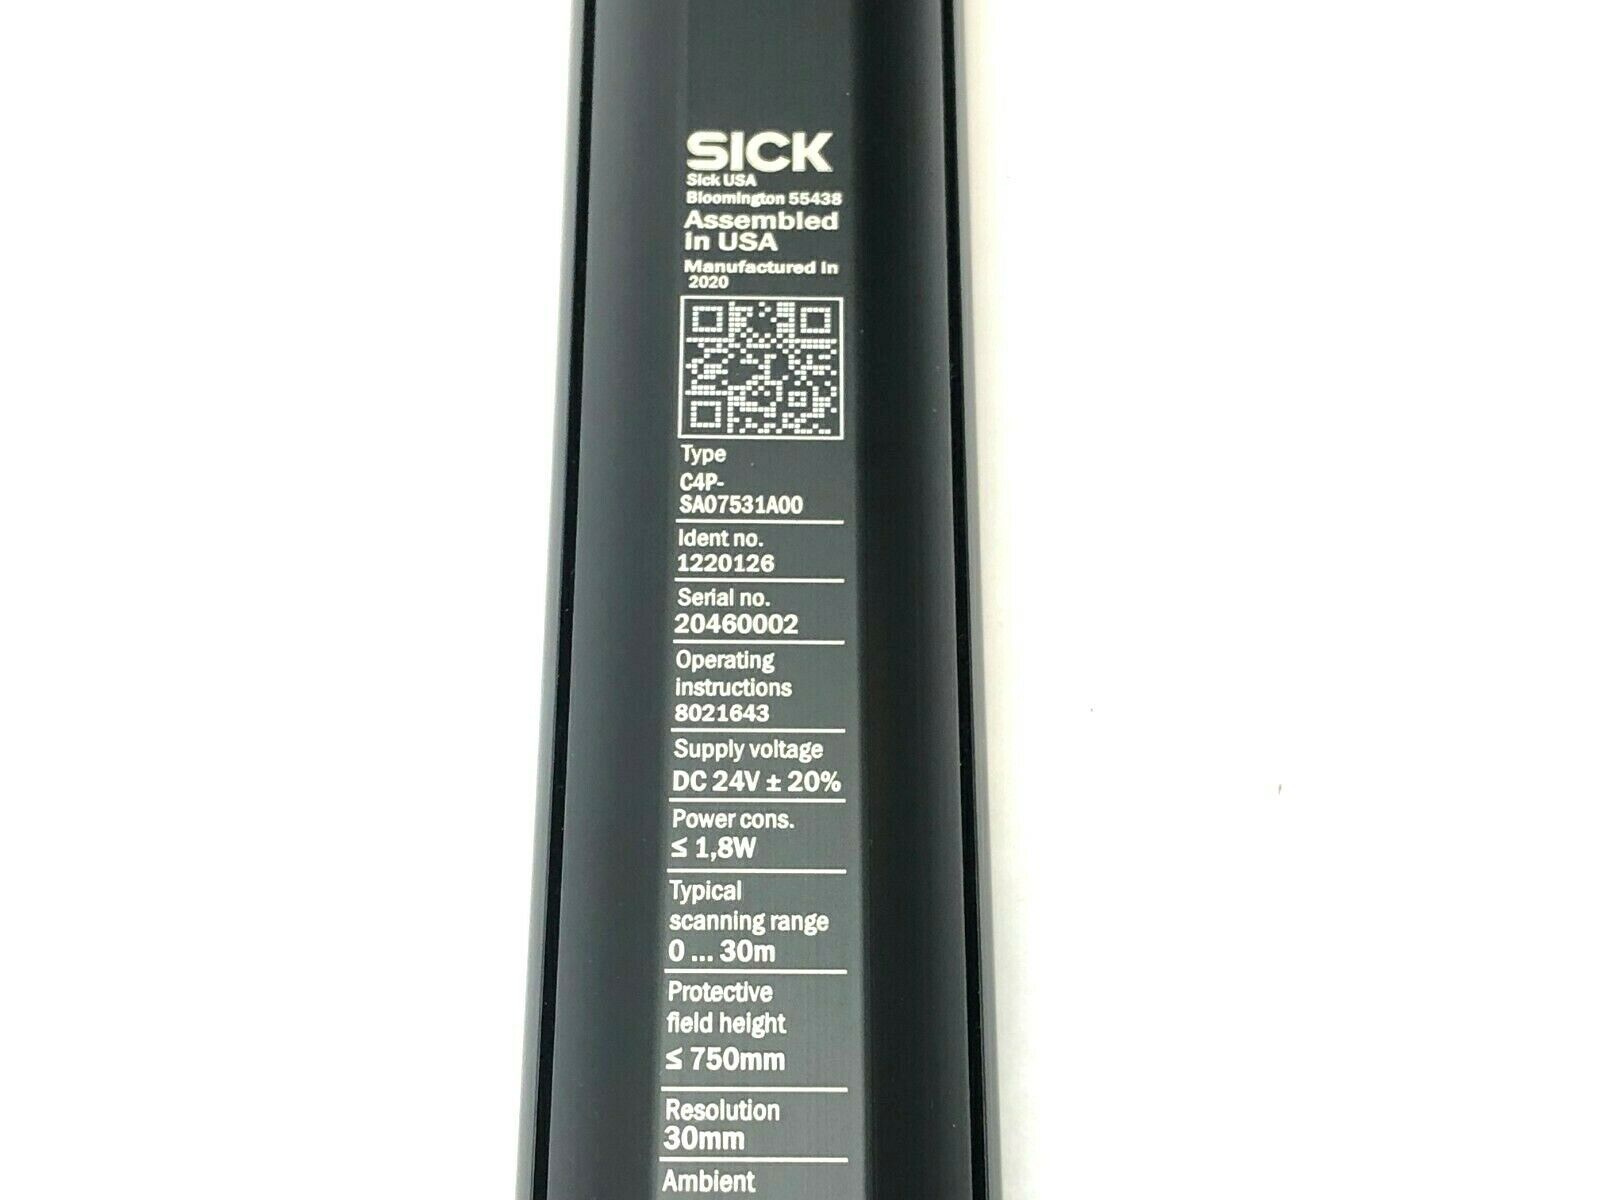 SICK
Sick USA
Bloomington 55438
Assembled
in USA
Manufactured in
2020
Type
C4P-
SA07531A00
Ident no.
1220126
Serial no.
20460002
Operating
instructions
8021643
Supply voltage
DC 24V ± 20%
Power cons.
≤ 1,8W
Typical
scanning range
0 ... 30m
Protective
field height
≤ 750mm
Resolution
30mm
Ambient